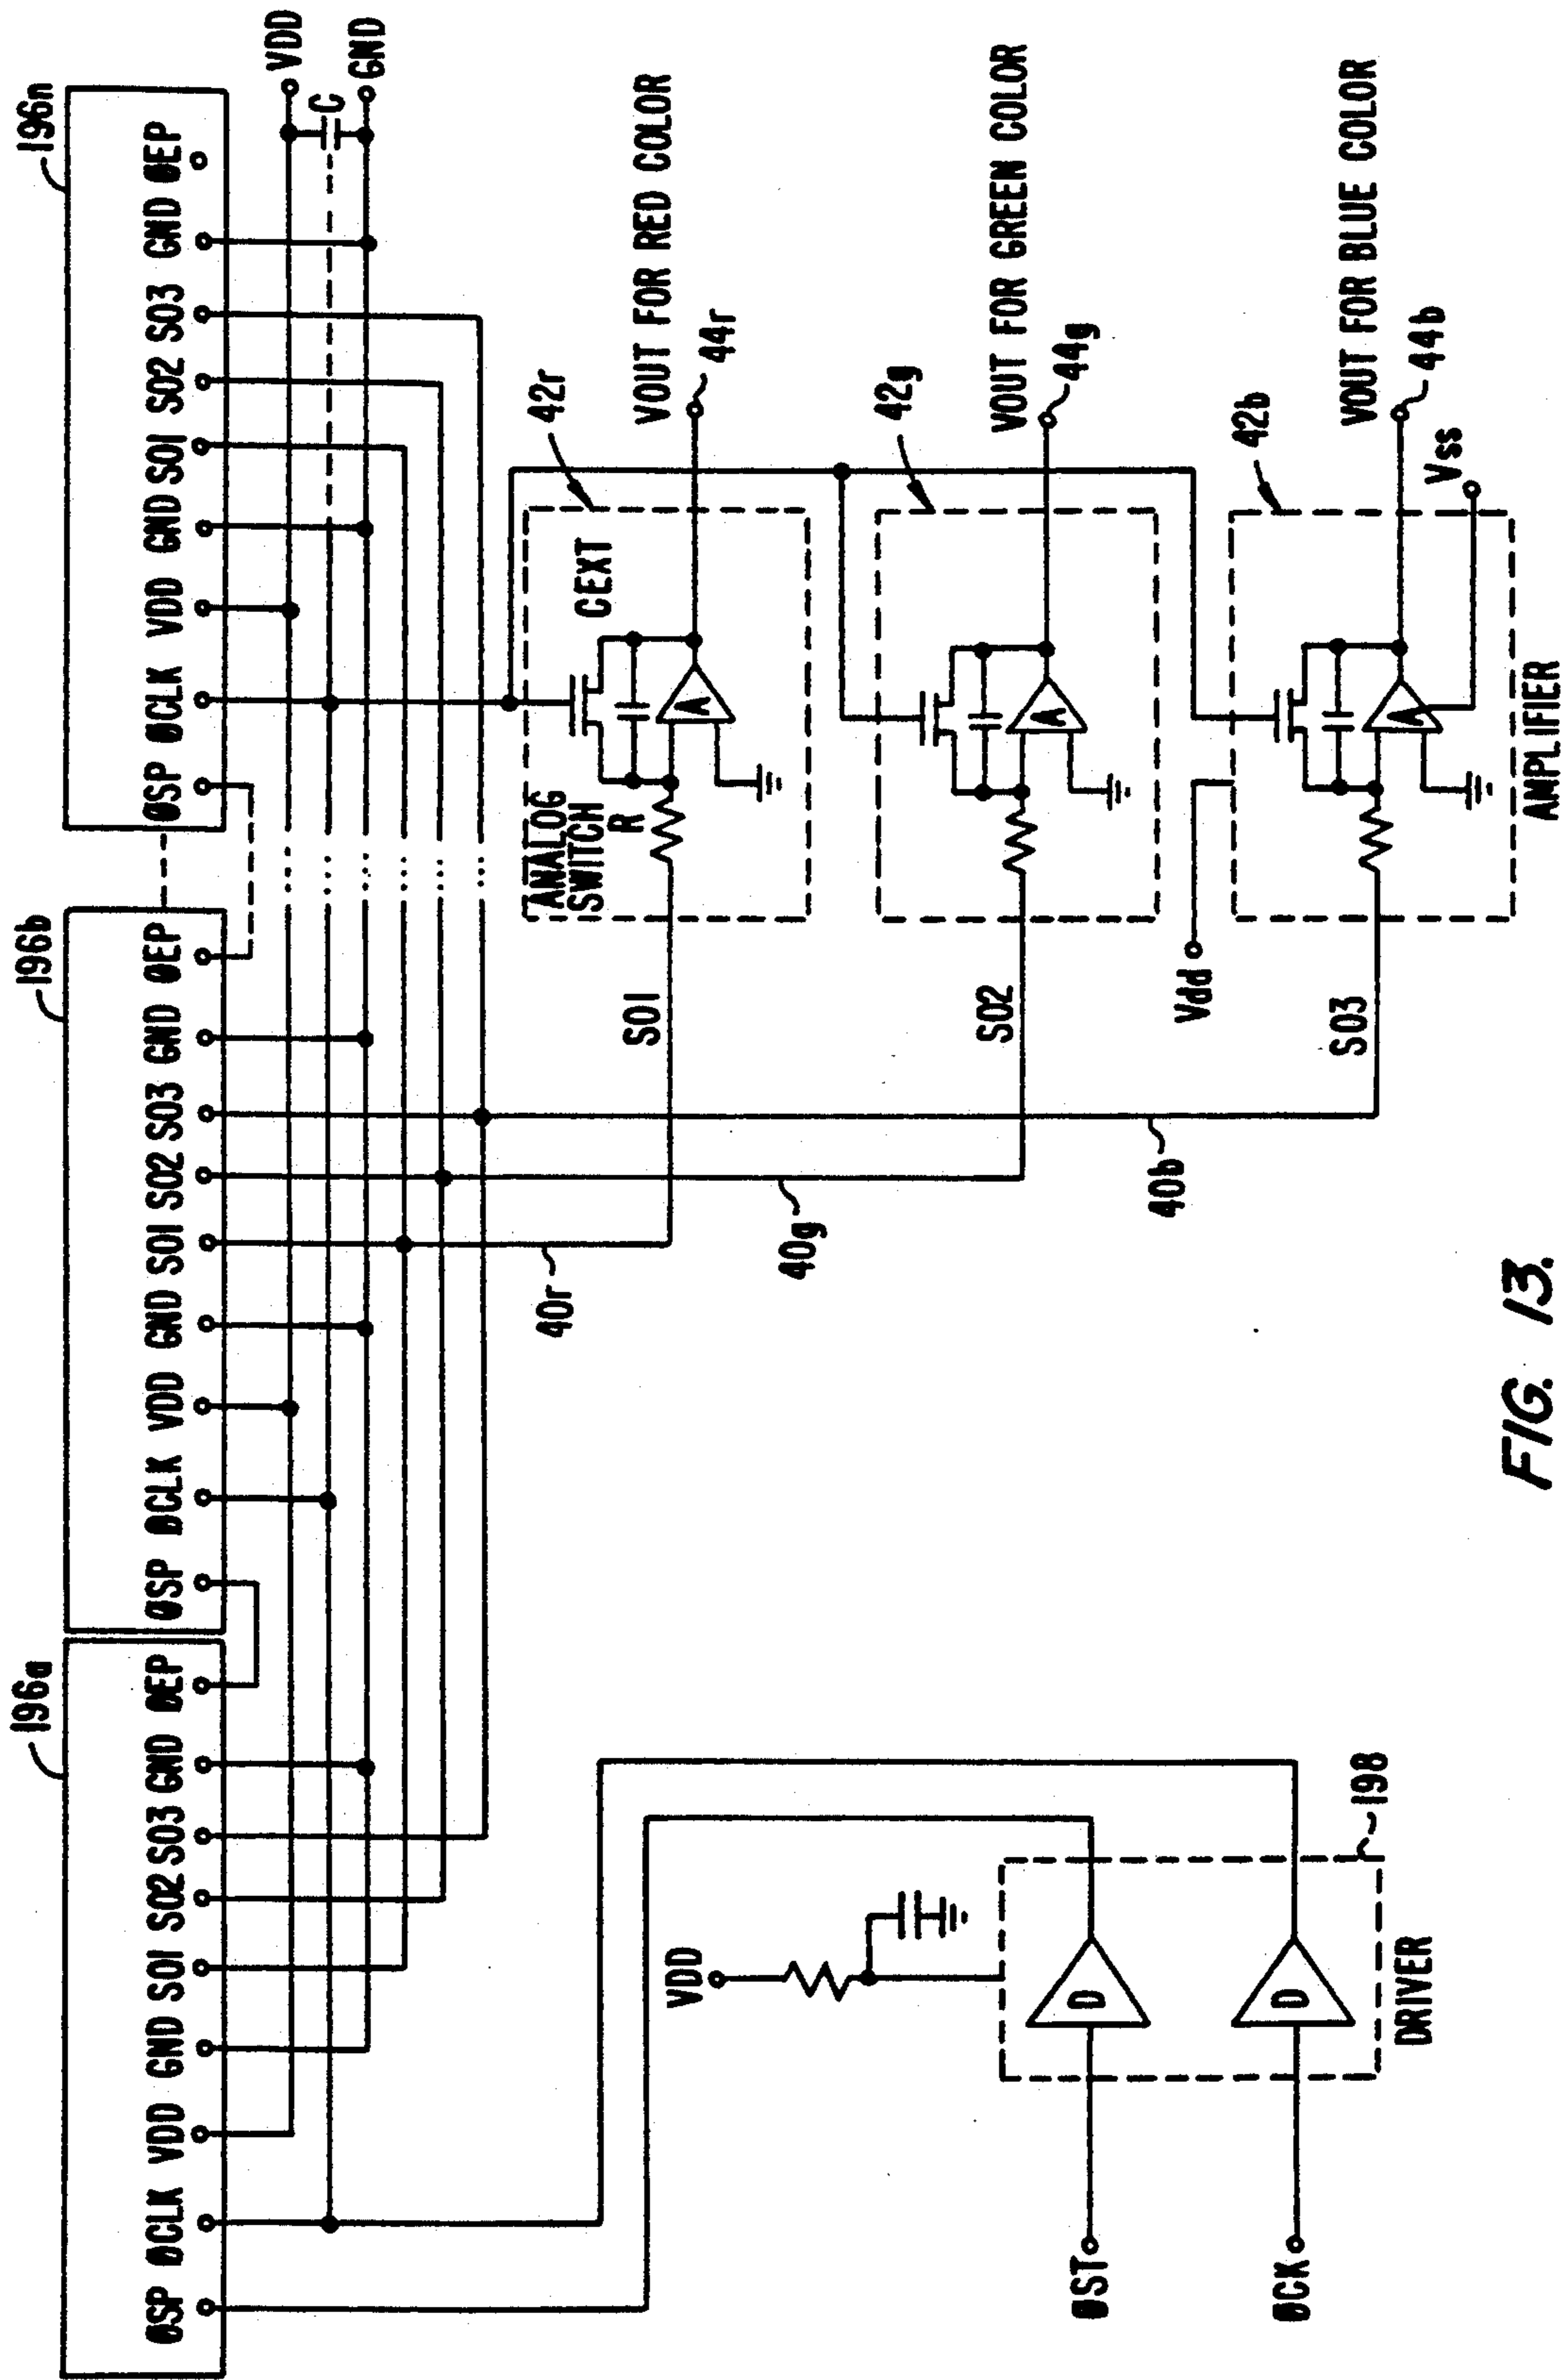 196a
ØSP ØCLK VDD GND SO1 SO2 SO3 GND ØEP
196b
ØSP ØCLK VDD GND SO1 SO2 SO3 GND ØEP
196n
ØSP ØCLK VDD GND SO1 SO2 SO3 GND ØEP
VDD
C
GND
40r
40g
40b
SO1
SO2
SO3
42r
ANALOG
SWITCH
R
CEXT
A
VOUT FOR RED COLOR
44r
42g
A
VOUT FOR GREEN COLOR
44g
42b
Vdd
A
VOUT FOR BLUE COLOR
44b
Vss
AMPLIFIER
VDD
198
ØST
D
ØCK
D
DRIVER
FIG. 13.